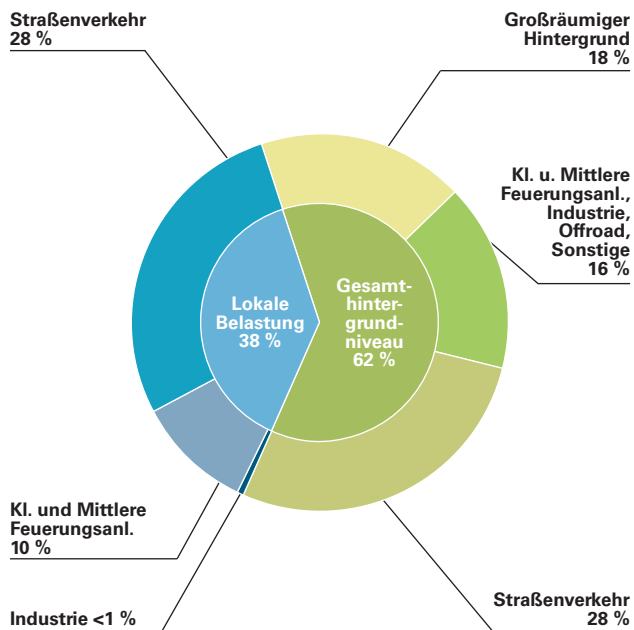 Straßenverkehr
28 %
Großräumiger
Hintergrund
18 %
Kl. u. Mittlere
Feuerungsanl.,
Industrie,
Offroad,
Sonstige
16 %
Lokale
Belastung
38 %
Gesamt-
hinter-
grund-
niveau
62 %
Kl. und Mittlere
Feuerungsanl.
10 %
Industrie <1 %
Straßenverkehr
28 %